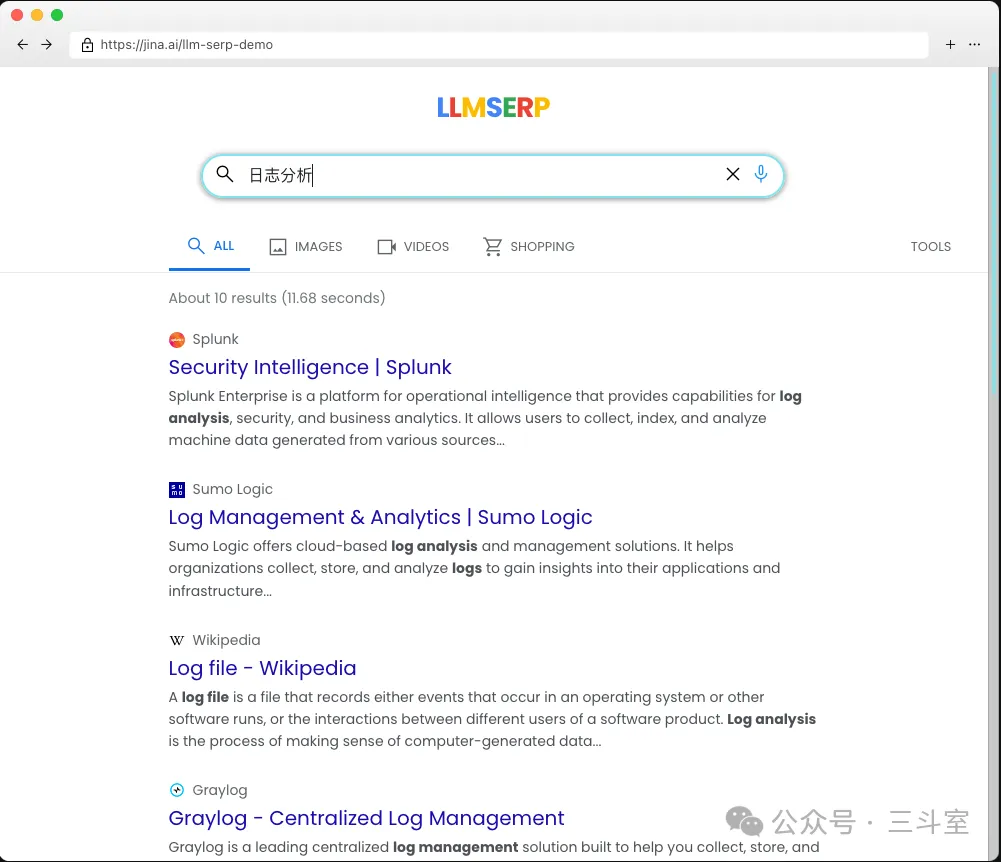 https://jina.ai/llm-serp-demo
LLMSERP
日志分析
ALL
IMAGES
VIDEOS
SHOPPING
TOOLS
About 10 results (11.68 seconds)
Splunk
Security Intelligence | Splunk
Splunk Enterprise is a platform for operational intelligence that provides capabilities for log
analysis, security, and business analytics. It allows users to collect, index, and analyze
machine data generated from various sources...
Sumo Logic
Log Management & Analytics | Sumo Logic
Sumo Logic offers cloud-based log analysis and management solutions. It helps
organizations collect, store, and analyze logs to gain insights into their applications and
infrastructure...
W Wikipedia
Log file - Wikipedia
A log file is a file that records either events that occur in an operating system or other
software runs, or the interactions between different users of a software product. Log analysis
is the process of making sense of computer-generated data...
Graylog
Graylog - Centralized Log Management
Graylog is a leading centralized log management solution built to help you collect, store, and
公众号 · 三斗室